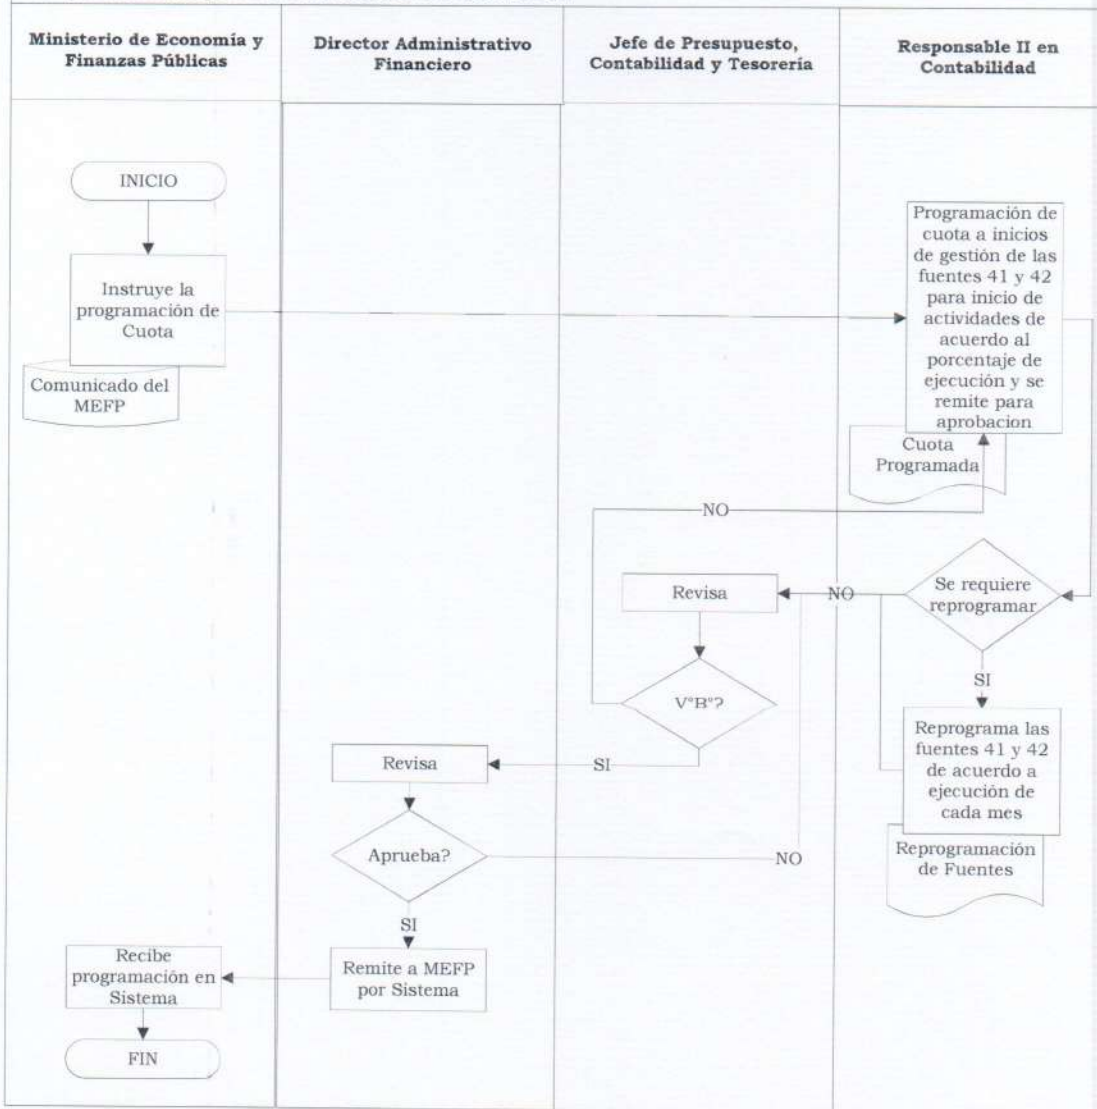 Ministerio de Economía y
Finanzas Públicas
Director Administrativo
Financiero
Jefe de Presupuesto,
Contabilidad y Tesorería
Responsable II en
Contabilidad
INICIO
Instruye la
programación de
Cuota
Comunicado del
MEFP
Programación de
cuota a inicios
de gestión de las
fuentes 41 y 42
para inicio de
actividades de
acuerdo al
porcentaje de
ejecución y se
remite para
aprobacion
Cuota
Programada
NO
Se requiere
reprogramar
NO
Revisa
SI
V°B°?
Reprograma las
fuentes 41 y 42
de acuerdo a
ejecución de
cada mes
Reprogramación
de Fuentes
SI
Revisa
Aprueba?
NO
SI
Remite a MEFP
por Sistema
Recibe
programación en
Sistema
FIN